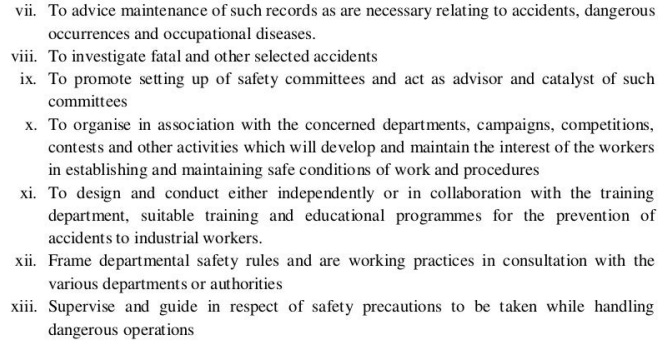 vii. To advice maintenance of such records as are necessary relating to accidents, dangerous
occurrences and occupational diseases.
viii. To investigate fatal and other selected accidents
ix. To promote setting up of safety committees and act as advisor and catalyst of such
committees
x. To organise in association with the concerned departments, campaigns, competitions,
contests and other activities which will develop and maintain the interest of the workers
in establishing and maintaining safe conditions of work and procedures
xi. To design and conduct either independently or in collaboration with the training
department, suitable training and educational programmes for the prevention of
accidents to industrial workers.
xii. Frame departmental safety rules and are working practices in consultation with the
various departments or authorities
xiii. Supervise and guide in respect of safety precautions to be taken while handling
dangerous operations